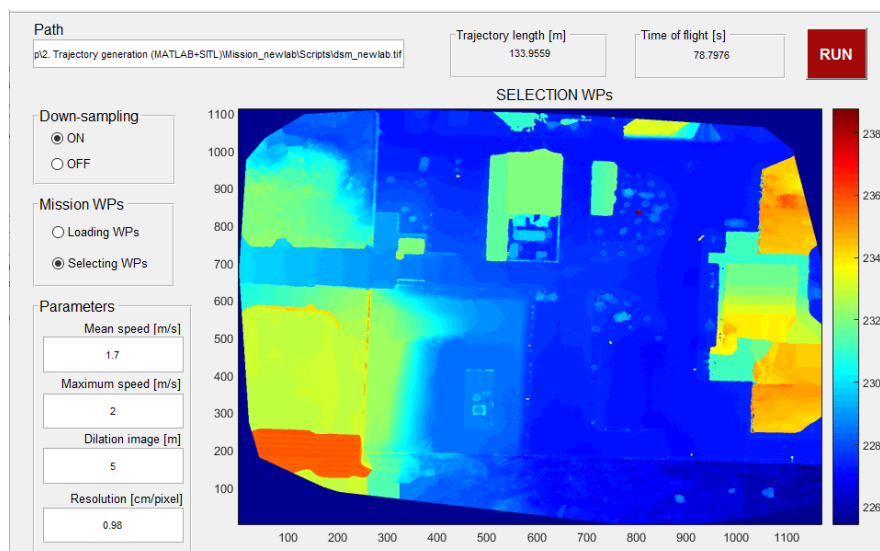 Path
p\2. Trajectory generation (MATLAB+SITL)\Mission_newlab\Scripts\dsm_newlab.tif
Trajectory length [m]
133.9559
Time of flight [s]
78.7976
RUN
Down-sampling
ON
OFF
Mission WPs
Loading WPs
Selecting WPs
Parameters
Mean speed [m/s]
1.7
Maximum speed [m/s]
2
Dilation image [m]
5
Resolution [cm/pixel]
0.98
SELECTION WPs
1100
1000
900
800
700
600
500
400
300
200
100
100 200 300 400 500 600 700 800 900 1000 1100
238
236
234
232
230
228
226